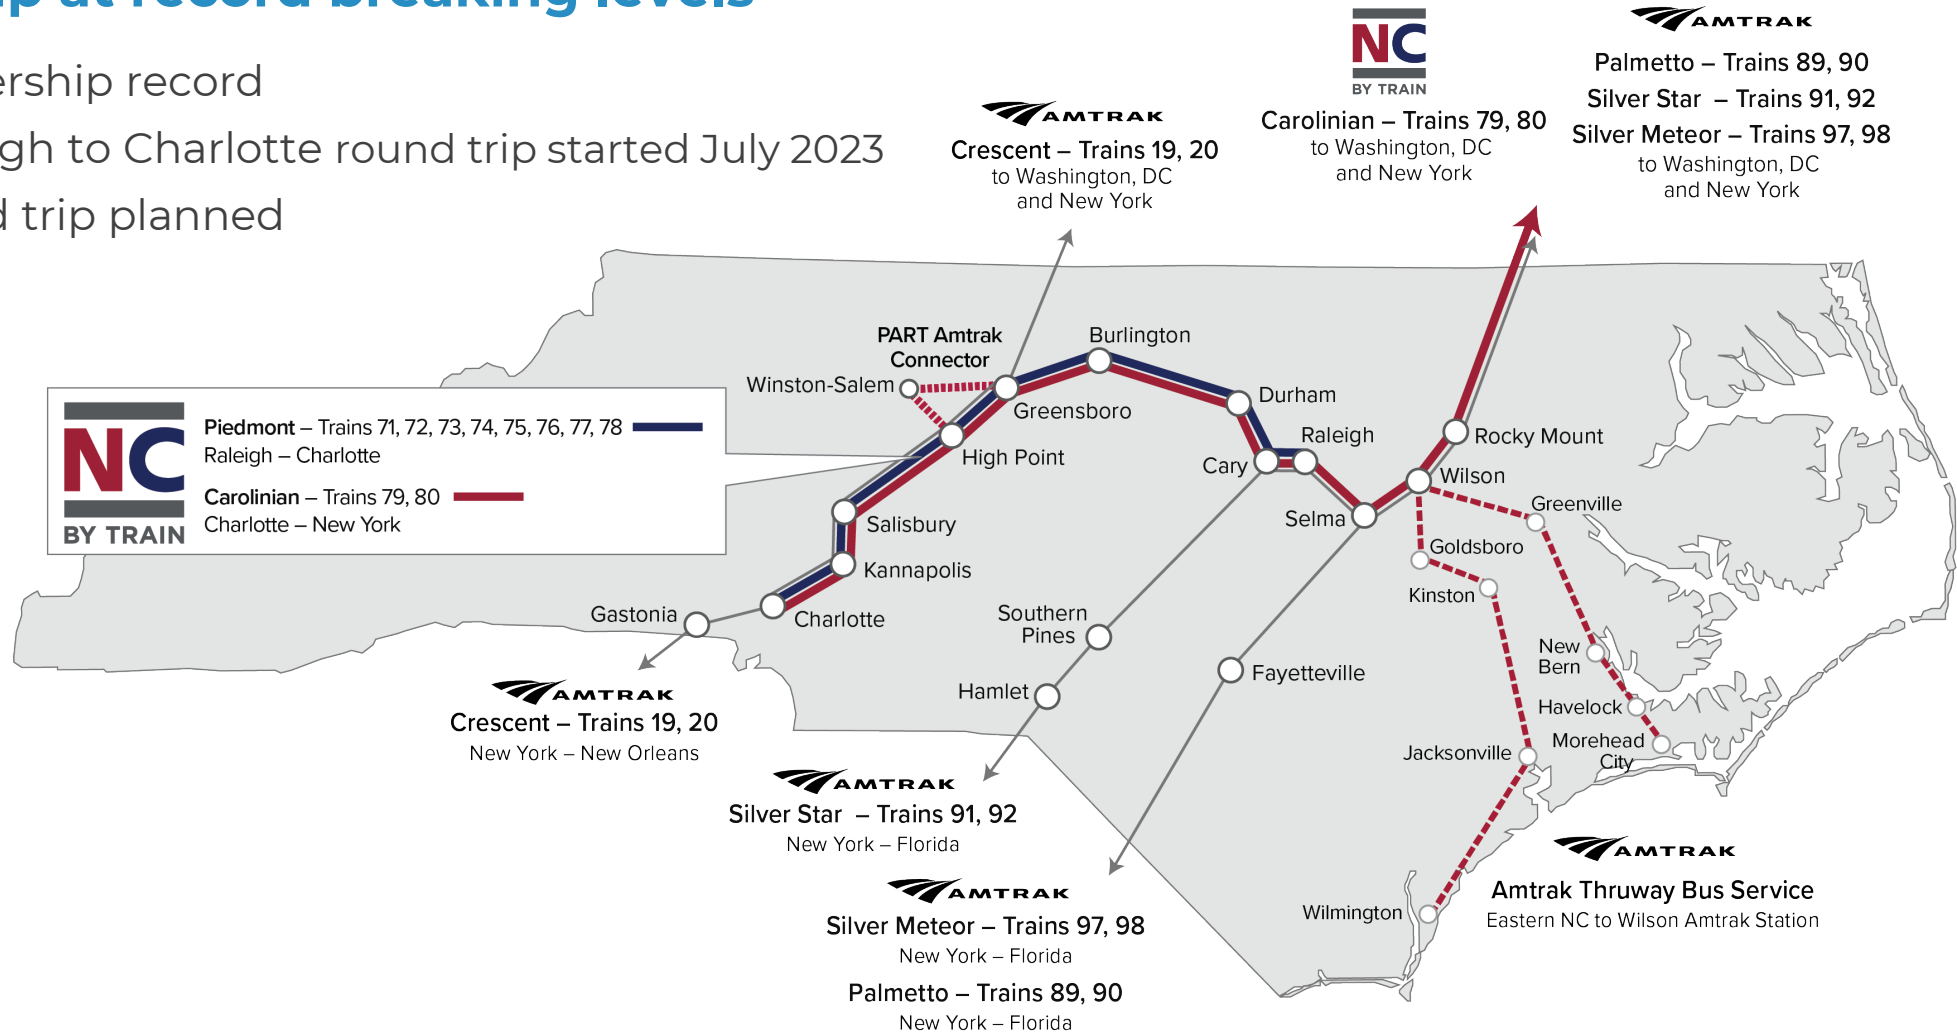 at record breaking levels
record
to Charlotte round trip started July 2023
trip planned
NC
BY TRAIN
Carolinian – Trains 79, 80
to Washington, DC
and New York
AMTRAK
Palmetto – Trains 89, 90
Silver Star – Trains 91, 92
Silver Meteor – Trains 97, 98
to Washington, DC
and New York
AMTRAK
Crescent – Trains 19, 20
to Washington, DC
and New York
PART Amtrak
Connector
Winston-Salem
Burlington
Greensboro
High Point
Durham
Raleigh
Cary
Selma
Rocky Mount
Wilson
NC
BY TRAIN
Piedmont – Trains 71, 72, 73, 74, 75, 76, 77, 78
Raleigh – Charlotte
Carolinian – Trains 79, 80
Charlotte – New York
Salisbury
Kannapolis
Charlotte
Gastonia
Greenville
Goldsboro
Kinston
Southern
Pines
Hamlet
Fayetteville
New
Bern
Havelock
Morehead
City
Jacksonville
Wilmington
AMTRAK
Crescent – Trains 19, 20
New York – New Orleans
AMTRAK
Silver Star – Trains 91, 92
New York – Florida
AMTRAK
Silver Meteor – Trains 97, 98
New York – Florida
Palmetto – Trains 89, 90
New York – Florida
AMTRAK
Amtrak Thruway Bus Service
Eastern NC to Wilson Amtrak Station